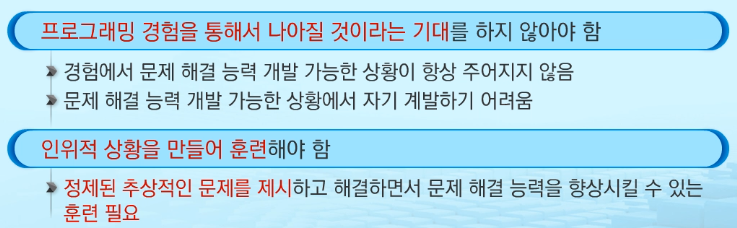 프로그래밍 경험을 통해서 나아질 것이라는 기대를 하지 않아야 함
경험에서 문제 해결 능력 개발 가능한 상황이 항상 주어지지 않음
문제 해결 능력 개발 가능한 상황에서 자기 계발하기 어려움
인위적 상황을 만들어 훈련해야 함
정제된 추상적인 문제를 제시하고 해결하면서 문제 해결 능력을 향상시킬 수 있는
훈련 필요